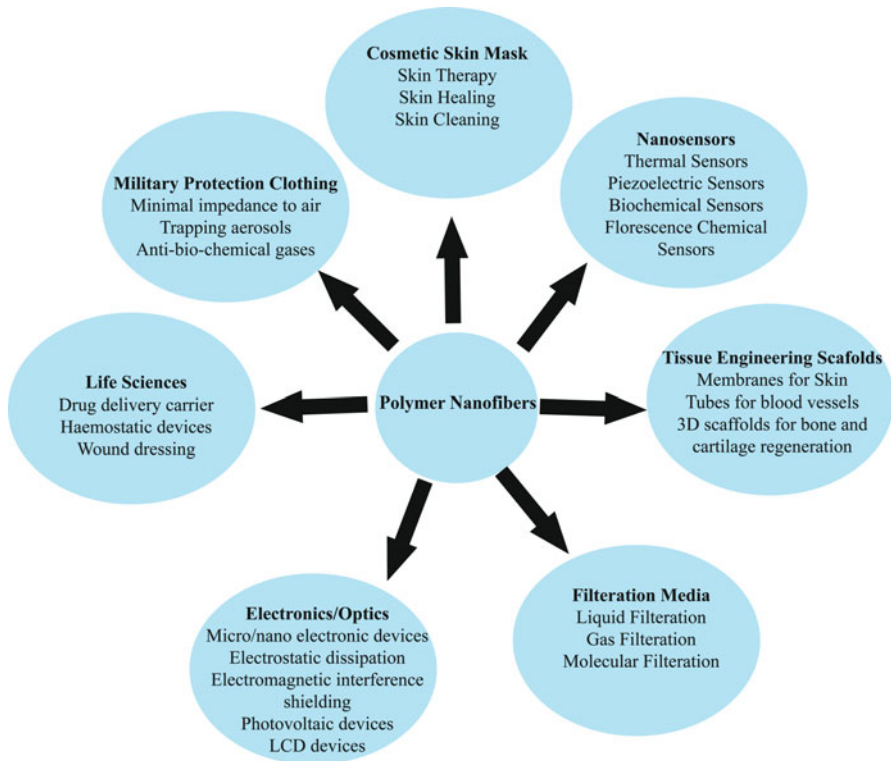 Cosmetic Skin Mask
Skin Therapy
Skin Healing
Skin Cleaning
Nanosensors
Thermal Sensors
Piezoelectric Sensors
Biochemical Sensors
Florescence Chemical
Sensors
Military Protection Clothing
Minimal impedance to air
Trapping aerosols
Anti-bio-chemical gases
Tissue Engineering Scafolds
Membranes for Skin
Tubes for blood vessels
3D scaffolds for bone and
cartilage regeneration
Life Sciences
Drug delivery carrier
Haemostatic devices
Wound dressing
Polymer Nanofibers
Filteration Media
Liquid Filteration
Gas Filteration
Molecular Filteration
Electronics/Optics
Micro/nano electronic devices
Electrostatic dissipation
Electromagnetic interference
shielding
Photovoltaic devices
LCD devices